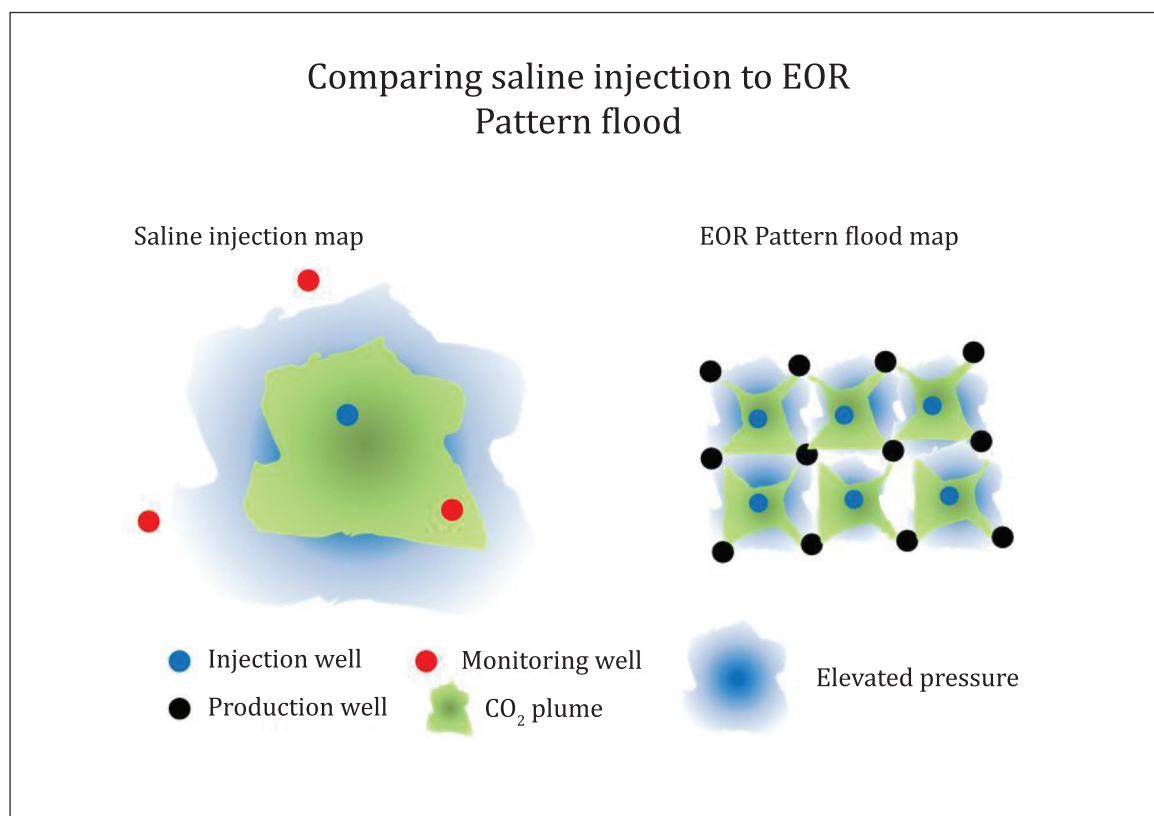 Comparing saline injection to EOR
Pattern flood
Saline injection map
EOR Pattern flood map
Injection well
Monitoring well
Elevated pressure
Production well
CO₂ plume